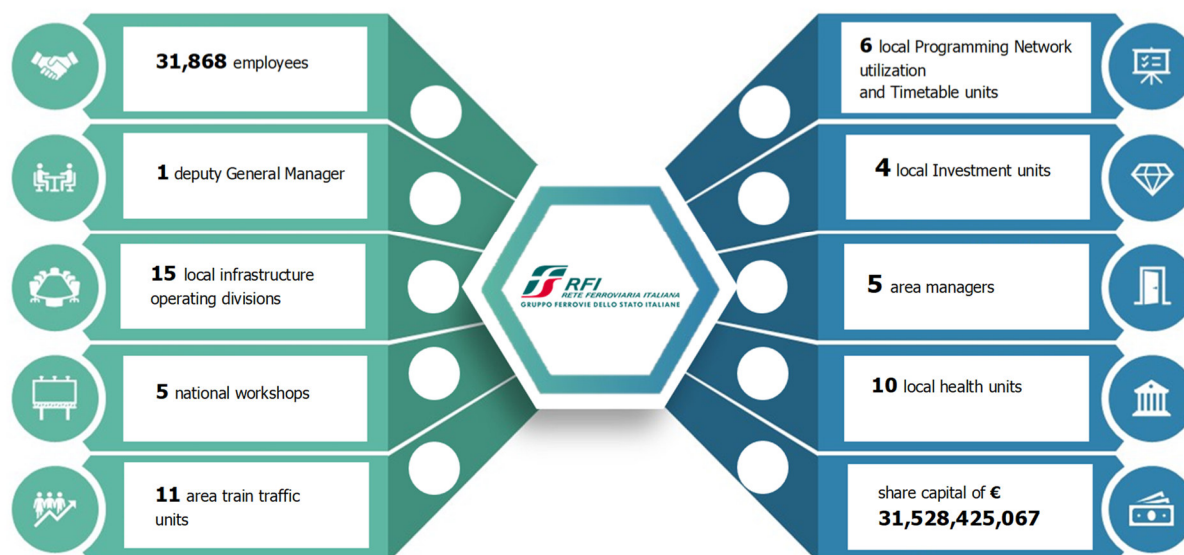 31,868 employees
1 deputy General Manager
15 local infrastructure
operating divisions
5 national workshops
11 area train traffic
units
RFI
RETE FERROVIARIA ITALIANA
GRUPPO FERROVIE DELLO STATO ITALIANE
6 local Programming Network
utilization
and Timetable units
4 local Investment units
5 area managers
10 local health units
share capital of €
31,528,425,067